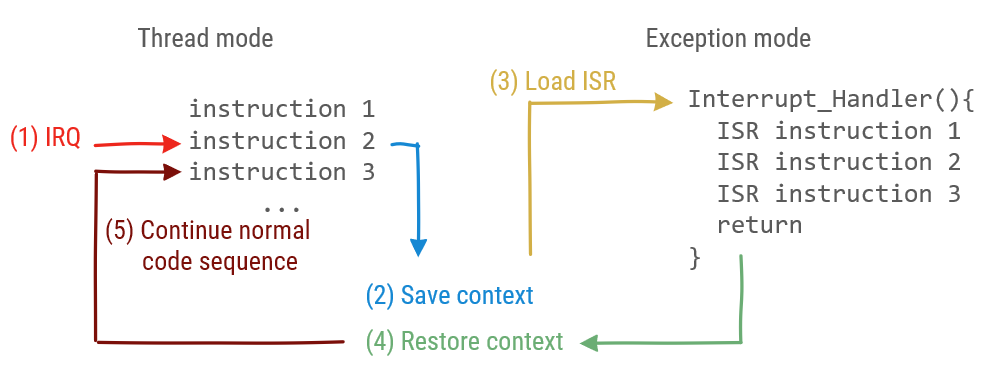 Thread mode
Exception mode
(1) IRQ
instruction 1
instruction 2
instruction 3
...
(5) Continue normal
code sequence
(2) Save context
(3) Load ISR
Interrupt_Handler(){
ISR instruction 1
ISR instruction 2
ISR instruction 3
return
}
(4) Restore context